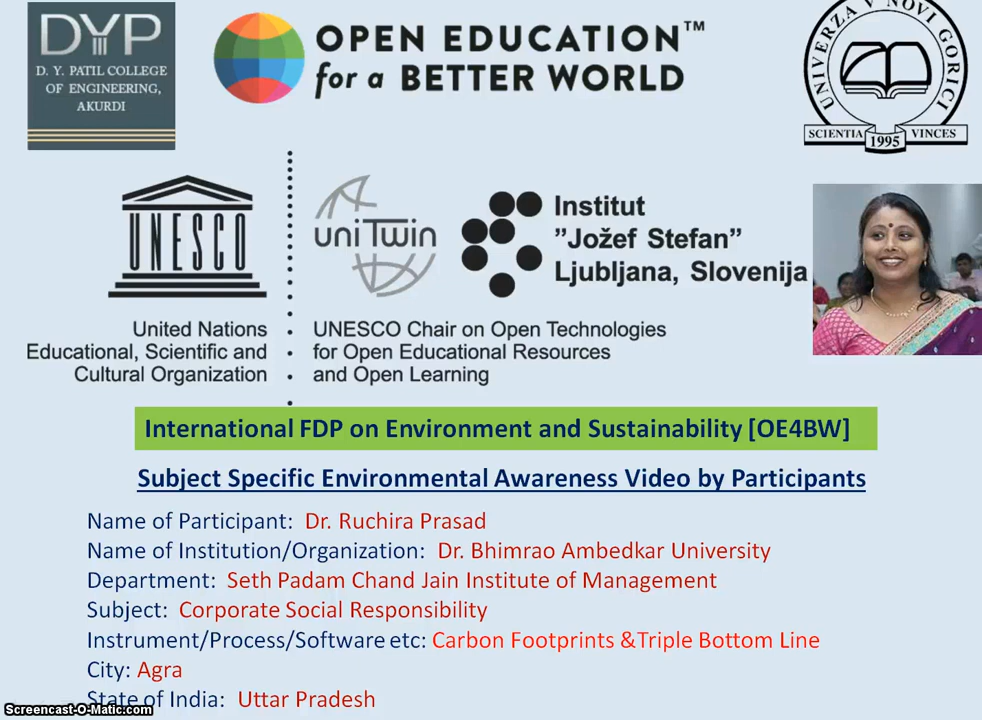 DYP
D. Y. PATIL COLLEGE
OF ENGINEERING,
AKURDI
OPEN EDUCATION™
for a BETTER WORLD
UNIVERZA V NOVI GORICI
SCIENTIA 1995 VINCES
UNESCO
United Nations
Educational, Scientific and
Cultural Organization
uniTwin
Institut
"Jožef Stefan"
Ljubljana, Slovenija
UNESCO Chair on Open Technologies
for Open Educational Resources
and Open Learning
International FDP on Environment and Sustainability [OE4BW]
Subject Specific Environmental Awareness Video by Participants
Name of Participant: Dr. Ruchira Prasad
Name of Institution/Organization: Dr. Bhimrao Ambedkar University
Department: Seth Padam Chand Jain Institute of Management
Subject: Corporate Social Responsibility
Instrument/Process/Software etc: Carbon Footprints &Triple Bottom Line
City: Agra
State of India: Uttar Pradesh
Screencast-O-Matic.com